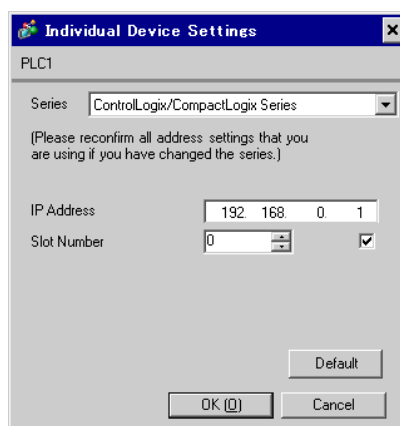 Individual Device Settings
PLC1
Series ControlLogix/CompactLogix Series
(Please reconfirm all address settings that you
are using if you have changed the series.)
IP Address 192. 168. 0. 1
Slot Number 0
Default
OK (O) Cancel